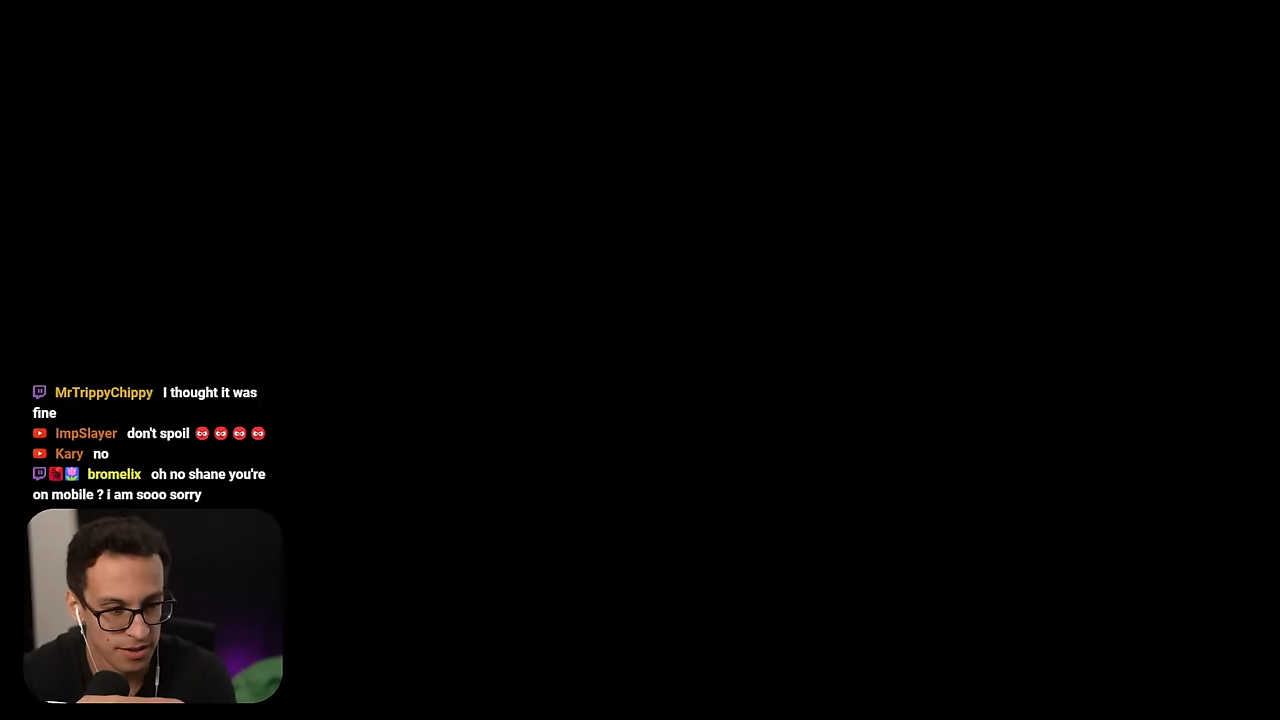 MrTrippyChippy I thought it was
fine
ImpSlayer don't spoil
Kary no
bromelix oh no shane you're
on mobile ? i am sooo sorry